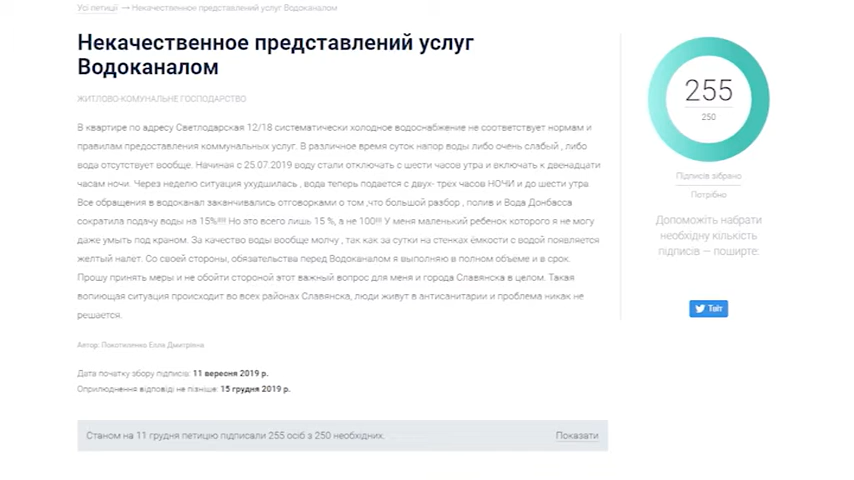 Усі петиції → Некачественное представлений услуг Водоканалом
Некачественное представлений услуг
Водоканалом
ЖИТЛОВО-КОМУНАЛЬНЕ ГОСПОДАРСТВО
В квартире по адресу Светлодарская 12/18 систематически холодное водоснабжение не соответствует нормам и
правилам предоставления коммунальных услуг. В различное время суток напор воды либо очень слабый , либо
вода отсутствует вообще. Начиная с 25.07.2019 воду стали отключать с шести часов утра и включать к двенадцати
часам ночи. Через неделю ситуация ухудшилась , вода теперь подается с двух- трех часов НОЧИ и до шести утра.
Все обращения в водоканал заканчивались отговорками о том ,что большой разбор , полив и Вода Донбасса
сократила подачу воды на 15%!!!! Но это всего лишь 15 %, а не 100!!! У меня маленький ребенок которого я не могу
даже умыть под краном. За качество воды вообще молчу , так как за сутки на стенках ёмкости с водой появляется
желтый налёт. Со своей стороны, обязательства перед Водоканалом я выполняю в полном объеме и в срок.
Прошу принять меры и не обойти стороной этот важный вопрос для меня и города Славянска в целом. Такая
вопиющая ситуация происходит во всех районах Славянска, люди живут в антисанитарии и проблема никак не
решается.
Автор: Покотиленко Елла Дмитрівна
Дата початку збору підписів: 11 вересня 2019 р.
Оприлюднення відповіді не пізніше: 15 грудня 2019 р.
Станом на 11 грудня петицію підписали 255 осіб з 250 необхідних. Показати
255
250
Підписів зібрано
Потрібно
Допоможіть набрати
необхідну кількість
підписів — поширте:
Твіт